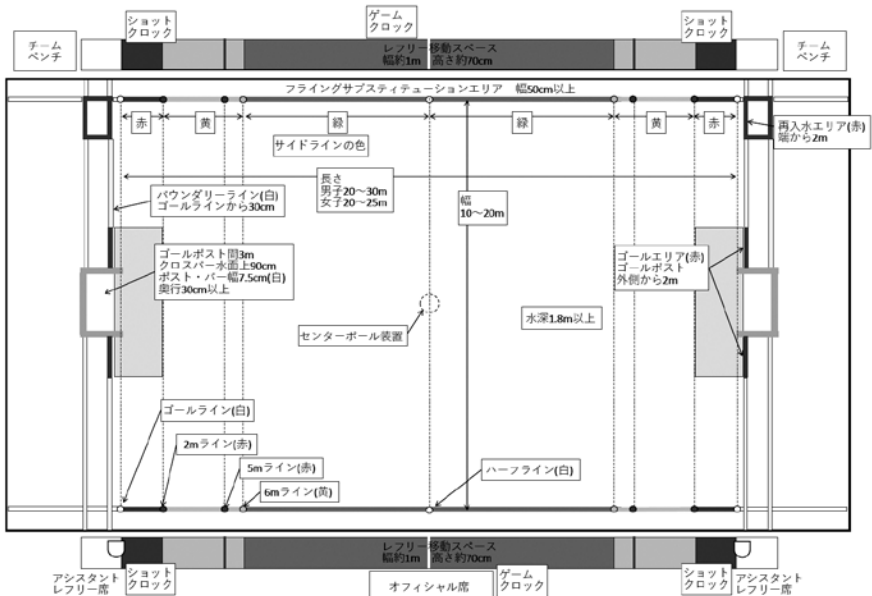 ショット
クロック
ゲーム
クロック
ショット
クロック
チーム
ベンチ
レフリー移動スペース
幅約1m 高さ約70cm
チーム
ベンチ
フライングサブスティテューションエリア 幅50cm以上
赤
黄
緑
緑
黄
赤
再入水エリア(赤)
端から2m
サイドラインの色
長さ
男子20～30m
女子20～25m
バウンダリーライン(白)
ゴールラインから30cm
幅
10～20m
ゴールポスト間3m
クロスバー水面上90cm
ポスト・バー幅7.5cm(白)
奥行30cm以上
ゴールエリア(赤)
ゴールポスト
外側から2m
センターボール装置
水深1.8m以上
ゴールライン(白)
2mライン(赤)
5mライン(赤)
6mライン(黄)
ハーフライン(白)
レフリー移動スペース
幅約1m 高さ約70cm
アシスタント
レフリー席
ショット
クロック
オフィシャル席
ゲーム
クロック
ショット
クロック
アシスタント
レフリー席